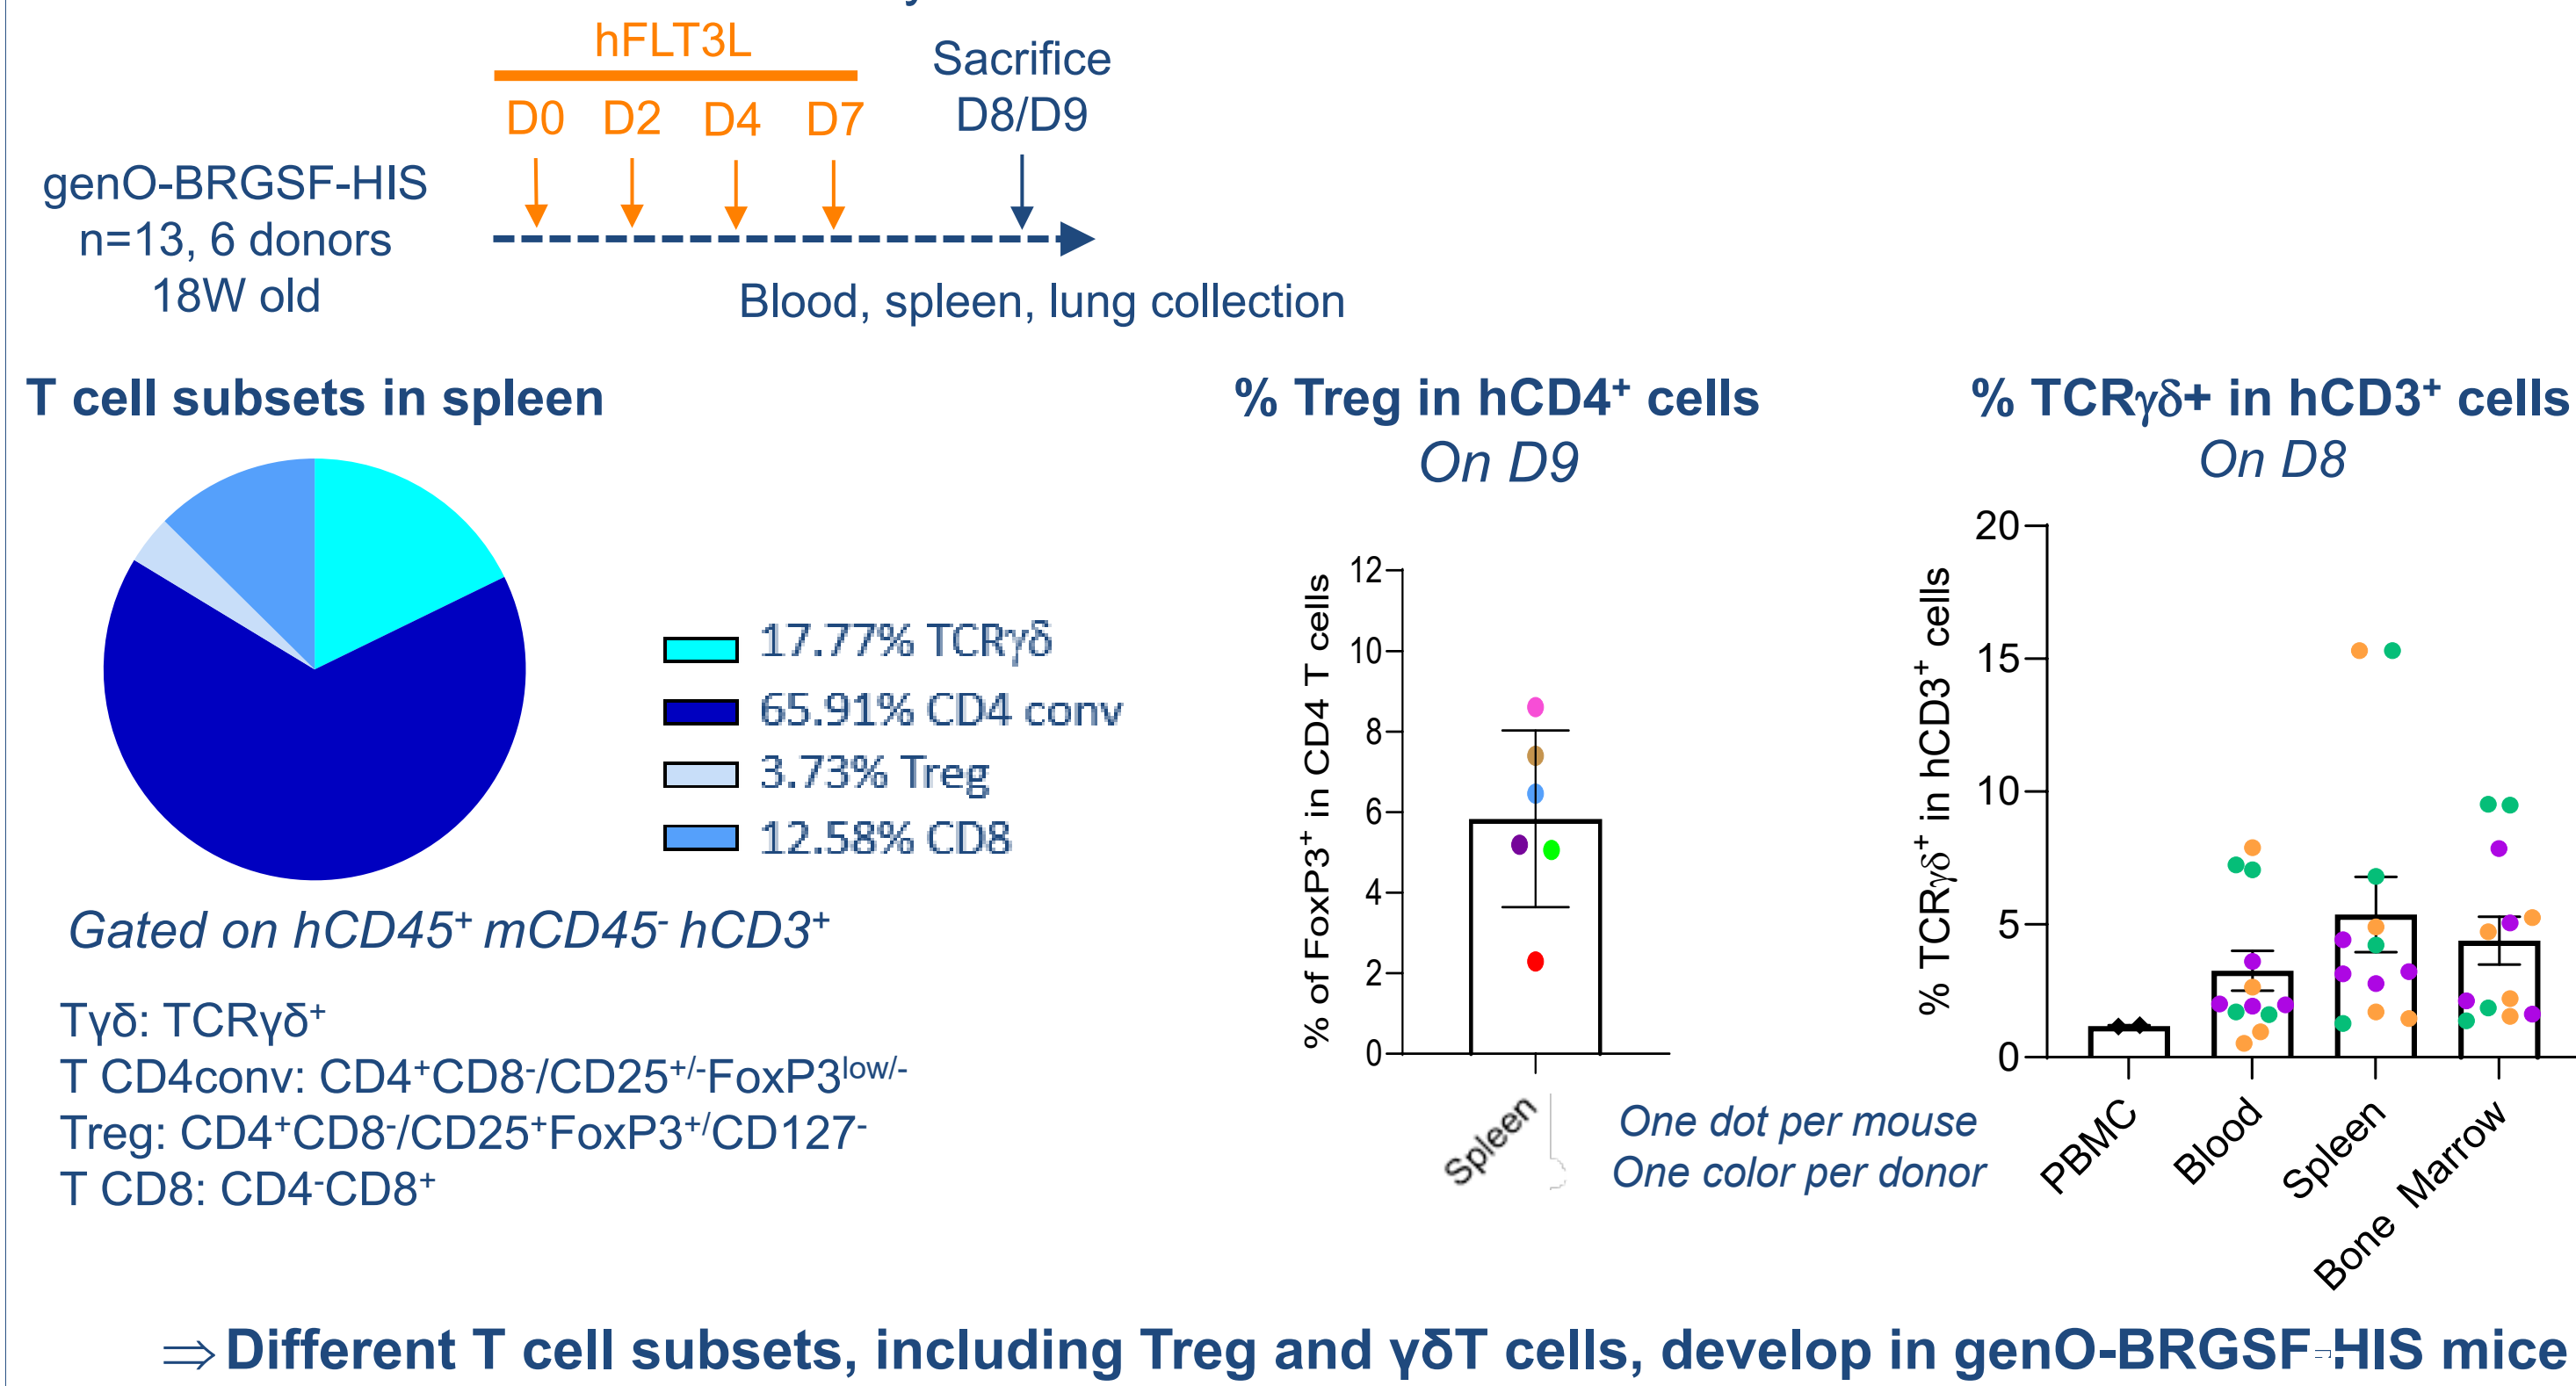 hFLT3L
D0 D2 D4 D7
Sacrifice
D8/D9
genO-BRGSF-HIS
n=13, 6 donors
18W old
Blood, spleen, lung collection
T cell subsets in spleen
17.77% TCRγδ
65.91% CD4 conv
3.73% Treg
12.58% CD8
Gated on hCD45⁺ mCD45⁻ hCD3⁺
Tγδ: TCRγδ⁺
T CD4conv: CD4⁺CD8⁻/CD25⁺/⁻FoxP3ˡᵒʷ/⁻
Treg: CD4⁺CD8⁻/CD25⁺FoxP3⁺/CD127⁻
T CD8: CD4⁻CD8⁺
% Treg in hCD4⁺ cells
On D9
% of FoxP3⁺ in CD4 T cells
12
10
8
6
4
2
0
Spleen
One dot per mouse
One color per donor
% TCRγδ+ in hCD3⁺ cells
On D8
% TCRγδ⁺ in hCD3⁺ cells
20
15
10
5
0
PBMC
Blood
Spleen
Bone Marrow
⇒ Different T cell subsets, including Treg and γδT cells, develop in genO-BRGSF-HIS mice